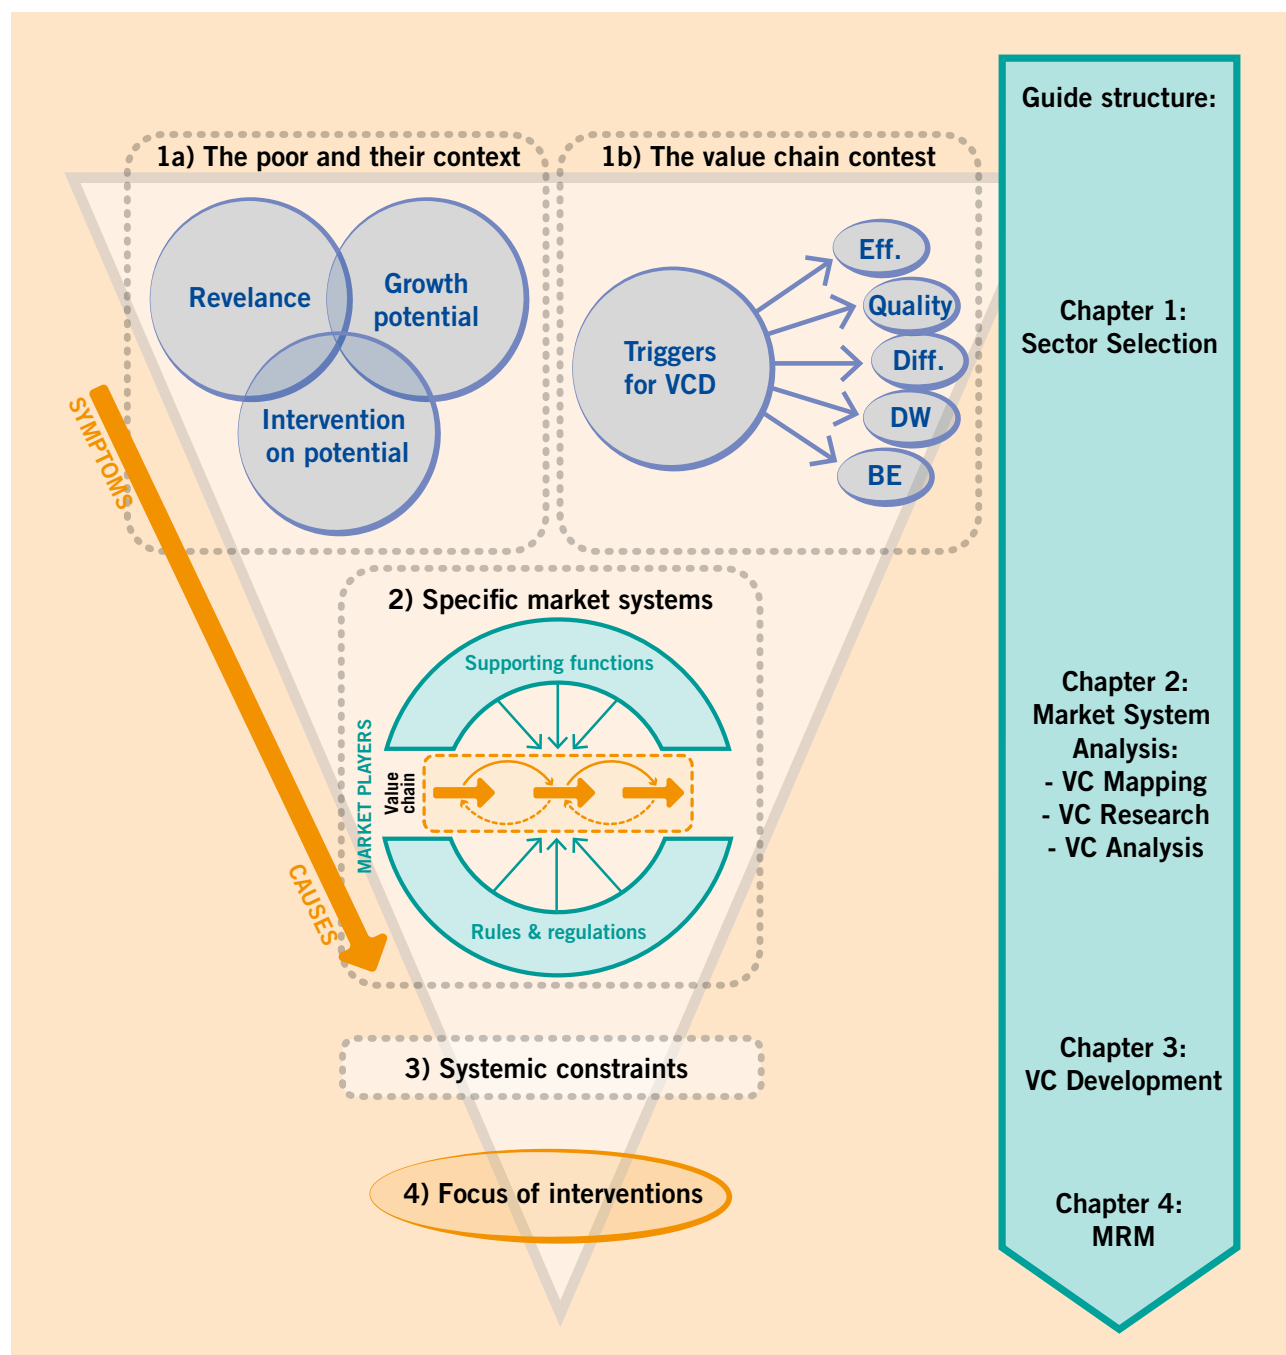 1a) The poor and their context
Revelance
Growth
potential
Intervention
on potential
1b) The value chain contest
Triggers
for VCD
Eff.
Quality
Diff.
DW
BE
SYMPTOMS
CAUSES
2) Specific market systems
Supporting functions
MARKET PLAYERS
Value
chain
Rules & regulations
3) Systemic constraints
4) Focus of interventions
Guide structure:
Chapter 1:
Sector Selection
Chapter 2:
Market System
Analysis:
- VC Mapping
- VC Research
- VC Analysis
Chapter 3:
VC Development
Chapter 4:
MRM